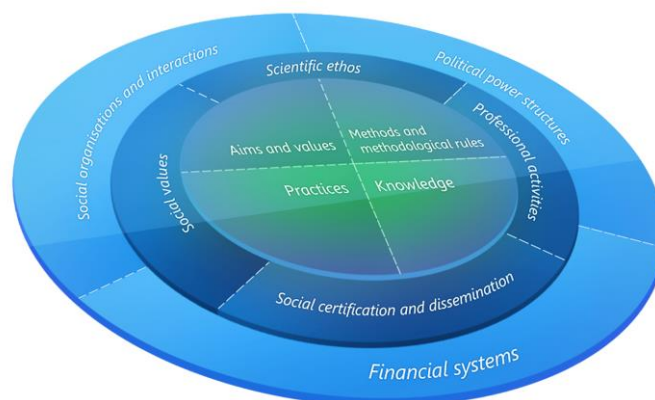 Social organisations and interactions
Political power structures
Scientific ethos
Professional activities
Aims and values
Methods and
methodological rules
Social values
Practices
Knowledge
Social certification and dissemination
Financial systems